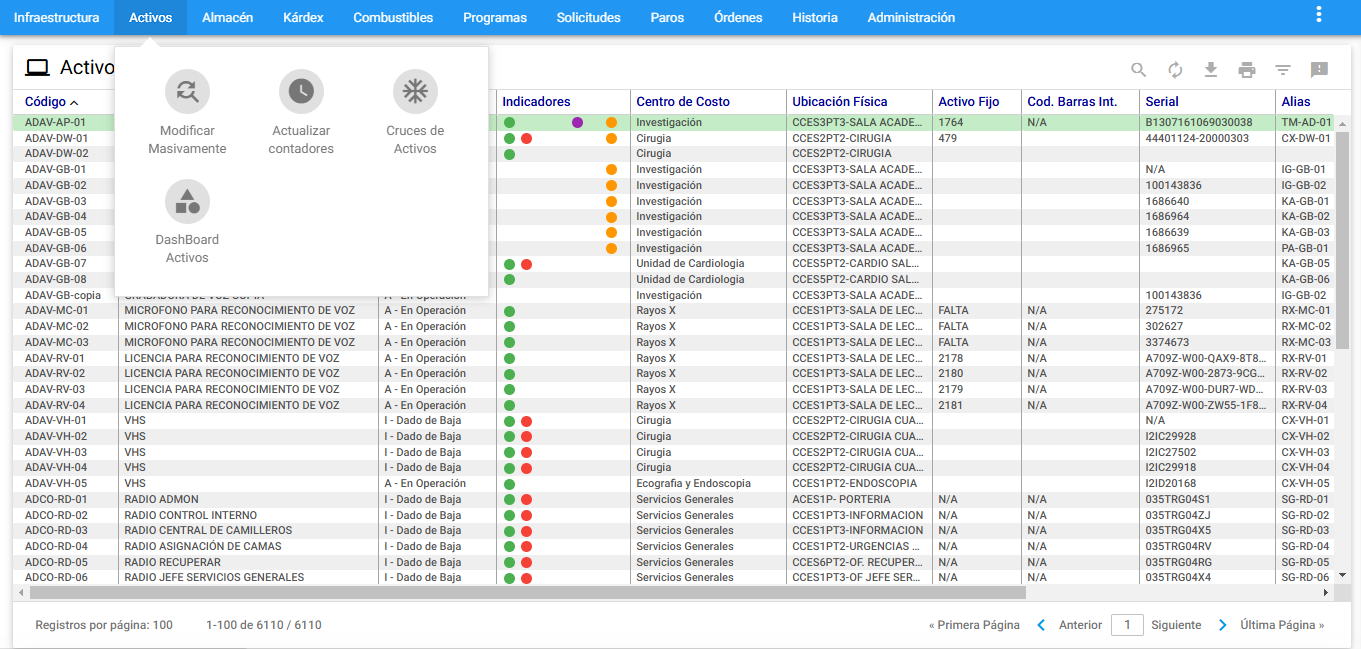 Infraestructura Activos Almacén Kárdex Combustibles Programas Solicitudes Paros Órdenes Historia Administración
Activo
Modificar Masivamente
Actualizar contadores
Cruces de Activos
DashBoard Activos
Código Indicadores Centro de Costo Ubicación Física Activo Fijo Cod. Barras Int. Serial Alias
ADAV-AP-01 Investigación CCES3PT3-SALA ACADE... 1764 N/A B1307161069030038 TM-AD-01
ADAV-DW-01 Cirugia CCES2PT2-CIRUGIA 479 44401124-20000303 CX-DW-01
ADAV-DW-02 Cirugia CCES2PT2-CIRUGIA
ADAV-GB-01 Investigación CCES3PT3-SALA ACADE... N/A IG-GB-01
ADAV-GB-02 Investigación CCES3PT3-SALA ACADE... 100143836 IG-GB-02
ADAV-GB-03 Investigación CCES3PT3-SALA ACADE... 1686640 KA-GB-01
ADAV-GB-04 Investigación CCES3PT3-SALA ACADE... 1686964 KA-GB-02
ADAV-GB-05 Investigación CCES3PT3-SALA ACADE... 1686639 KA-GB-03
ADAV-GB-06 Investigación CCES3PT3-SALA ACADE... 1686965 PA-GB-01
ADAV-GB-07 Unidad de Cardiologia CCES5PT2-CARDIO SAL... KA-GB-05
ADAV-GB-08 Unidad de Cardiologia CCES5PT2-CARDIO SAL... KA-GB-06
ADAV-GB-copia GRABADORA DE VOZ COPIA A - En Operación Investigación CCES3PT3-SALA ACADE... 100143836 IG-GB-02
ADAV-MC-01 MICROFONO PARA RECONOCIMIENTO DE VOZ A - En Operación Rayos X CCES1PT3-SALA DE LEC... FALTA N/A 275172 RX-MC-01
ADAV-MC-02 MICROFONO PARA RECONOCIMIENTO DE VOZ A - En Operación Rayos X CCES1PT3-SALA DE LEC... FALTA N/A 302627 RX-MC-02
ADAV-MC-03 MICROFONO PARA RECONOCIMIENTO DE VOZ A - En Operación Rayos X CCES1PT3-SALA DE LEC... FALTA N/A 3374673 RX-MC-03
ADAV-RV-01 LICENCIA PARA RECONOCIMIENTO DE VOZ A - En Operación Rayos X CCES1PT3-SALA DE LEC... 2178 N/A A709Z-W00-QAX9-8T8... RX-RV-01
ADAV-RV-02 LICENCIA PARA RECONOCIMIENTO DE VOZ A - En Operación Rayos X CCES1PT3-SALA DE LEC... 2180 N/A A709Z-W00-2873-9CG... RX-RV-02
ADAV-RV-03 LICENCIA PARA RECONOCIMIENTO DE VOZ A - En Operación Rayos X CCES1PT3-SALA DE LEC... 2179 N/A A709Z-W00-DUR7-WD... RX-RV-03
ADAV-RV-04 LICENCIA PARA RECONOCIMIENTO DE VOZ A - En Operación Rayos X CCES1PT3-SALA DE LEC... 2181 N/A A709Z-W00-ZW55-1F8... RX-RV-04
ADAV-VH-01 VHS I - Dado de Baja Cirugia CCES2PT2-CIRUGIA CUA... N/A CX-VH-01
ADAV-VH-02 VHS I - Dado de Baja Cirugia CCES2PT2-CIRUGIA CUA... I2IC29928 CX-VH-02
ADAV-VH-03 VHS I - Dado de Baja Cirugia CCES2PT2-CIRUGIA CUA... I2IC27502 CX-VH-03
ADAV-VH-04 VHS I - Dado de Baja Cirugia CCES2PT2-CIRUGIA CUA... I2IC29918 CX-VH-04
ADAV-VH-05 VHS A - En Operación Ecografia y Endoscopia CCES1PT2-ENDOSCOPIA I2ID20168 CX-VH-05
ADCO-RD-01 RADIO ADMON I - Dado de Baja Servicios Generales ACES1P- PORTERIA N/A N/A 035TRG04S1 SG-RD-01
ADCO-RD-02 RADIO CONTROL INTERNO I - Dado de Baja Servicios Generales CCES1PT3-INFORMACION N/A N/A 035TRG04ZJ SG-RD-02
ADCO-RD-03 RADIO CENTRAL DE CAMILLEROS I - Dado de Baja Servicios Generales CCES1PT3-INFORMACION N/A N/A 035TRG04X5 SG-RD-03
ADCO-RD-04 RADIO ASIGNACIÓN DE CAMAS I - Dado de Baja Servicios Generales CCES1PT2-URGENCIAS ... N/A N/A 035TRG04RV SG-RD-04
ADCO-RD-05 RADIO RECUPERAR I - Dado de Baja Servicios Generales CCES6PT2-OF. RECUPER... N/A N/A 035TRG04RG SG-RD-05
ADCO-RD-06 RADIO JEFE SERVICIOS GENERALES I - Dado de Baja Servicios Generales CCES1PT3-OF JEFE SER... N/A N/A 035TRG04X4 SG-RD-06
Registros por página: 100 1-100 de 6110 / 6110 « Primera Página Anterior 1 Siguiente Última Página »